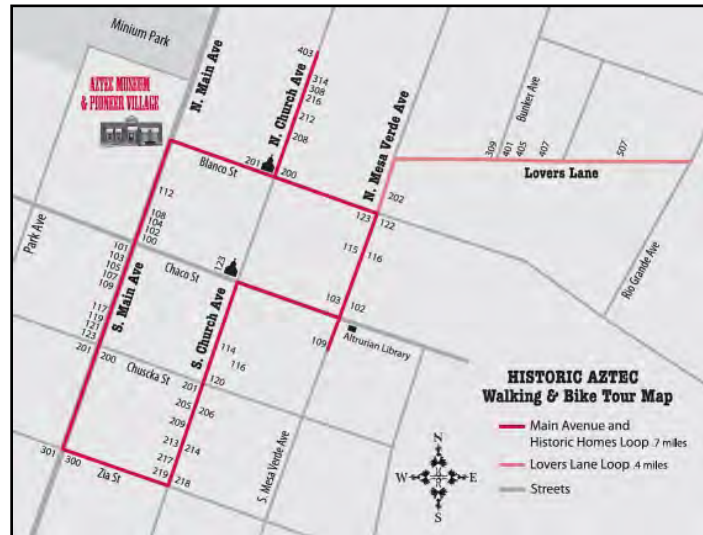 Minium Park
AZTEC MUSEUM
& PIONEER VILLAGE
N. Main Ave
N. Church Ave
N. Mesa Verde Ave
Bunker Ave
403
314
308
216
212
208
201
200
Blanco St
309
401
405
407
507
Lovers Lane
202
112
108
104
102
100
Park Ave
123
122
115
116
103
102
123
Chaco St
101
103
105
107
109
117
119
121
123
S. Main Ave
S. Church Ave
Rio Grande Ave
109
Altrurian Library
114
116
201
200
Chuscka St
201
120
205
206
209
213
214
217
219
218
S. Mesa Verde Ave
301
300
Zia St
HISTORIC AZTEC
Walking & Bike Tour Map
Main Avenue and
Historic Homes Loop .7 miles
Lovers Lane Loop .4 miles
Streets
N
W
E
S